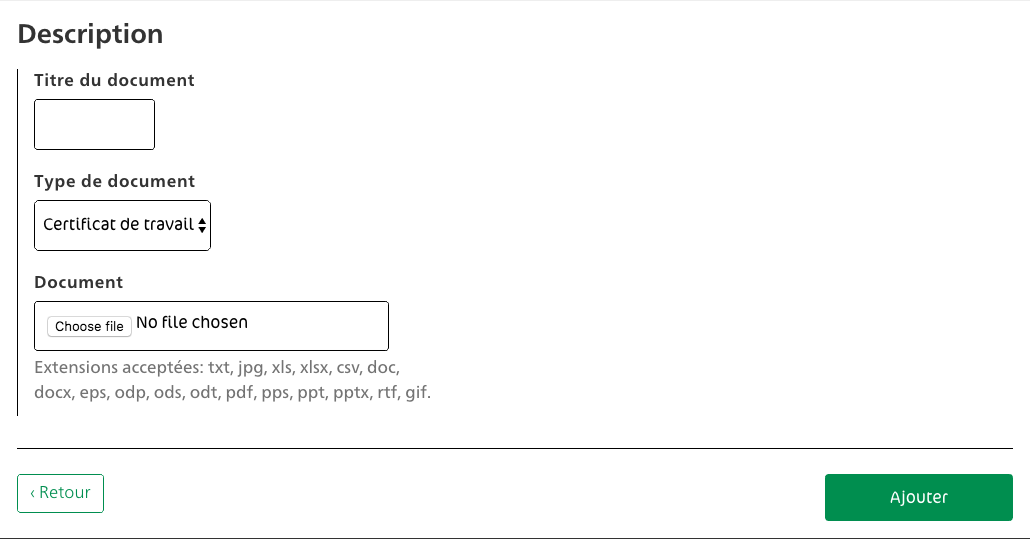 Description
Titre du document
Type de document
Certificat de travail
Document
Choose file No file chosen
Extensions acceptées: txt, jpg, xls, xlsx, csv, doc,
docx, eps, odp, ods, odt, pdf, pps, ppt, pptx, rtf, gif.
‹ Retour
Ajouter